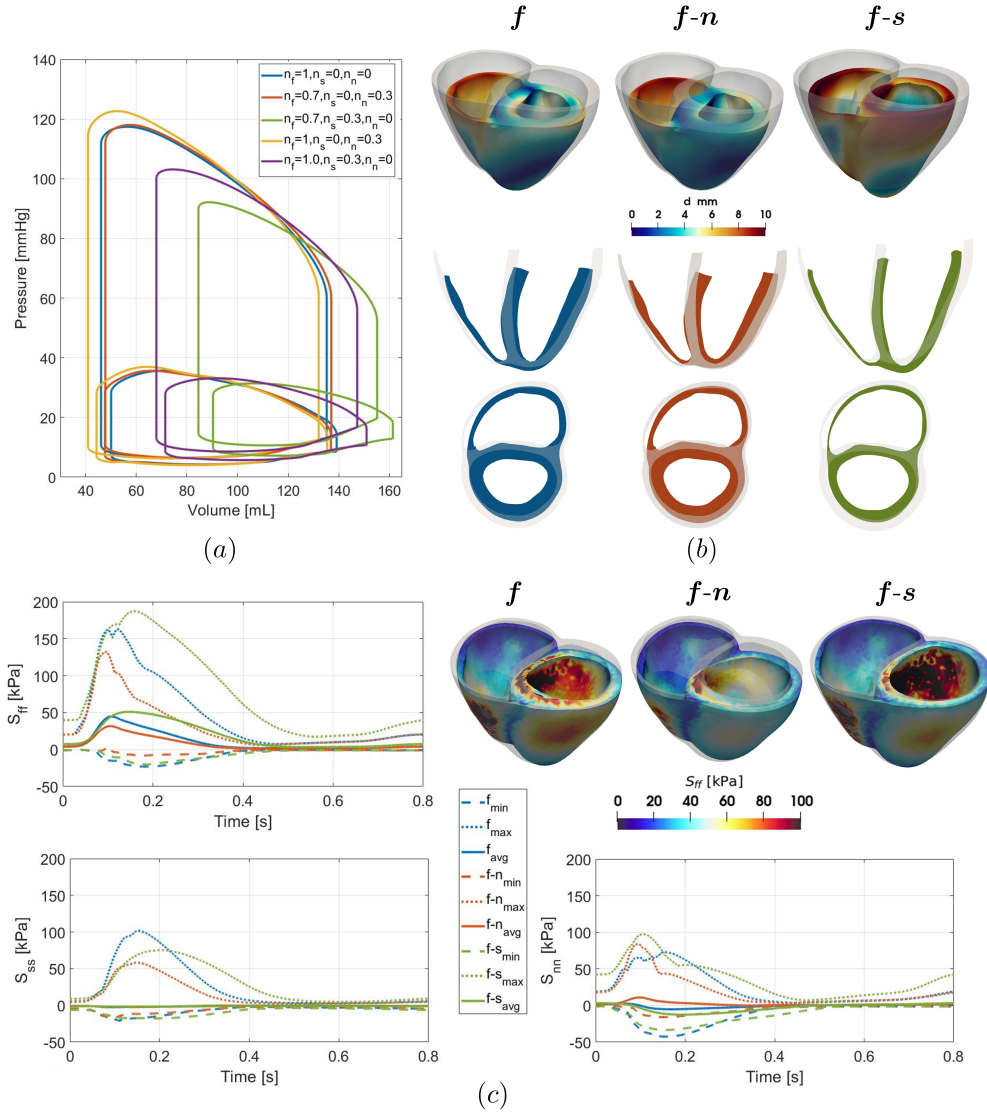 f f-n f-s
140
120
100
80
60
40
20
0
Pressure [mmHg]
40 60 80 100 120 140 160
Volume [mL]
n_f=1,n_s=0,n_n=0
n_f=0.7,n_s=0,n_n=0.3
n_f=0.7,n_s=0.3,n_n=0
n_f=1,n_s=0,n_n=0.3
n_f=1.0,n_s=0.3,n_n=0
d mm
0 2 4 6 8 10
(a) (b)
f f-n f-s
200
150
100
50
0
-50
S_ff [kPa]
0 0.2 0.4 0.6 0.8
Time [s]
S_ff [kPa]
0 20 40 60 80 100
f_min
f_max
f_avg
f-n_min
f-n_max
f-n_avg
f-s_min
f-s_max
f-s_avg
200
150
100
50
0
-50
S_ss [kPa]
0 0.2 0.4 0.6 0.8
Time [s]
200
150
100
50
0
-50
S_nn [kPa]
0 0.2 0.4 0.6 0.8
Time [s]
(c)